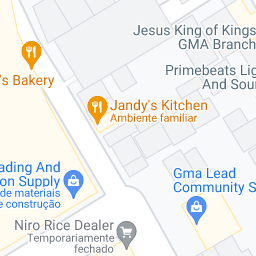 Jesus King of Kings
GMA Branch
Primebeats Lig
And Soun
's Bakery
Jandy's Kitchen
Ambiente familiar
ading And
on Supply
de materiais
e construção
Gma Lead
Community S
Niro Rice Dealer
Temporariamente
fechado